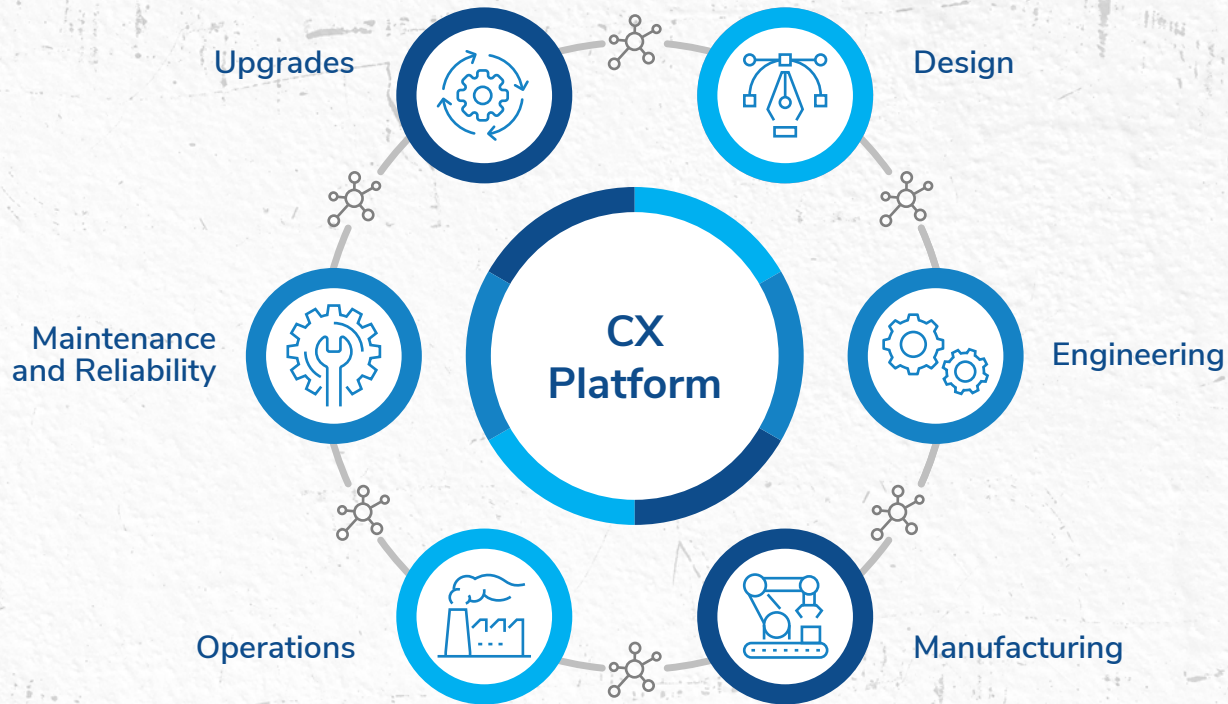 Upgrades
Design
CX
Platform
Maintenance
and Reliability
Engineering
Operations
Manufacturing